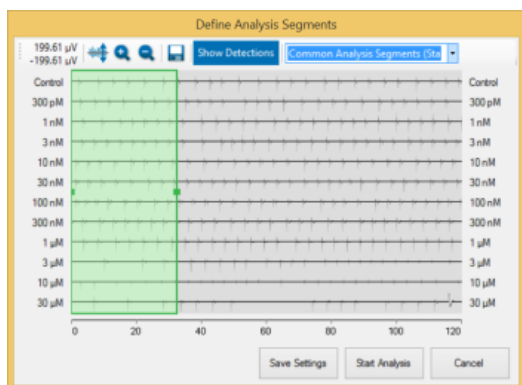 Define Analysis Segments
199.61 µV
-199.61 µV
Show Detections
Common Analysis Segments (Sta
Control Control
300 pM 300 pM
1 nM 1 nM
3 nM 3 nM
10 nM 10 nM
30 nM 30 nM
100 nM 100 nM
300 nM 300 nM
1 µM 1 µM
3 µM 3 µM
10 µM 10 µM
30 µM 30 µM
0 20 40 60 80 100 120
Save Settings Start Analysis Cancel